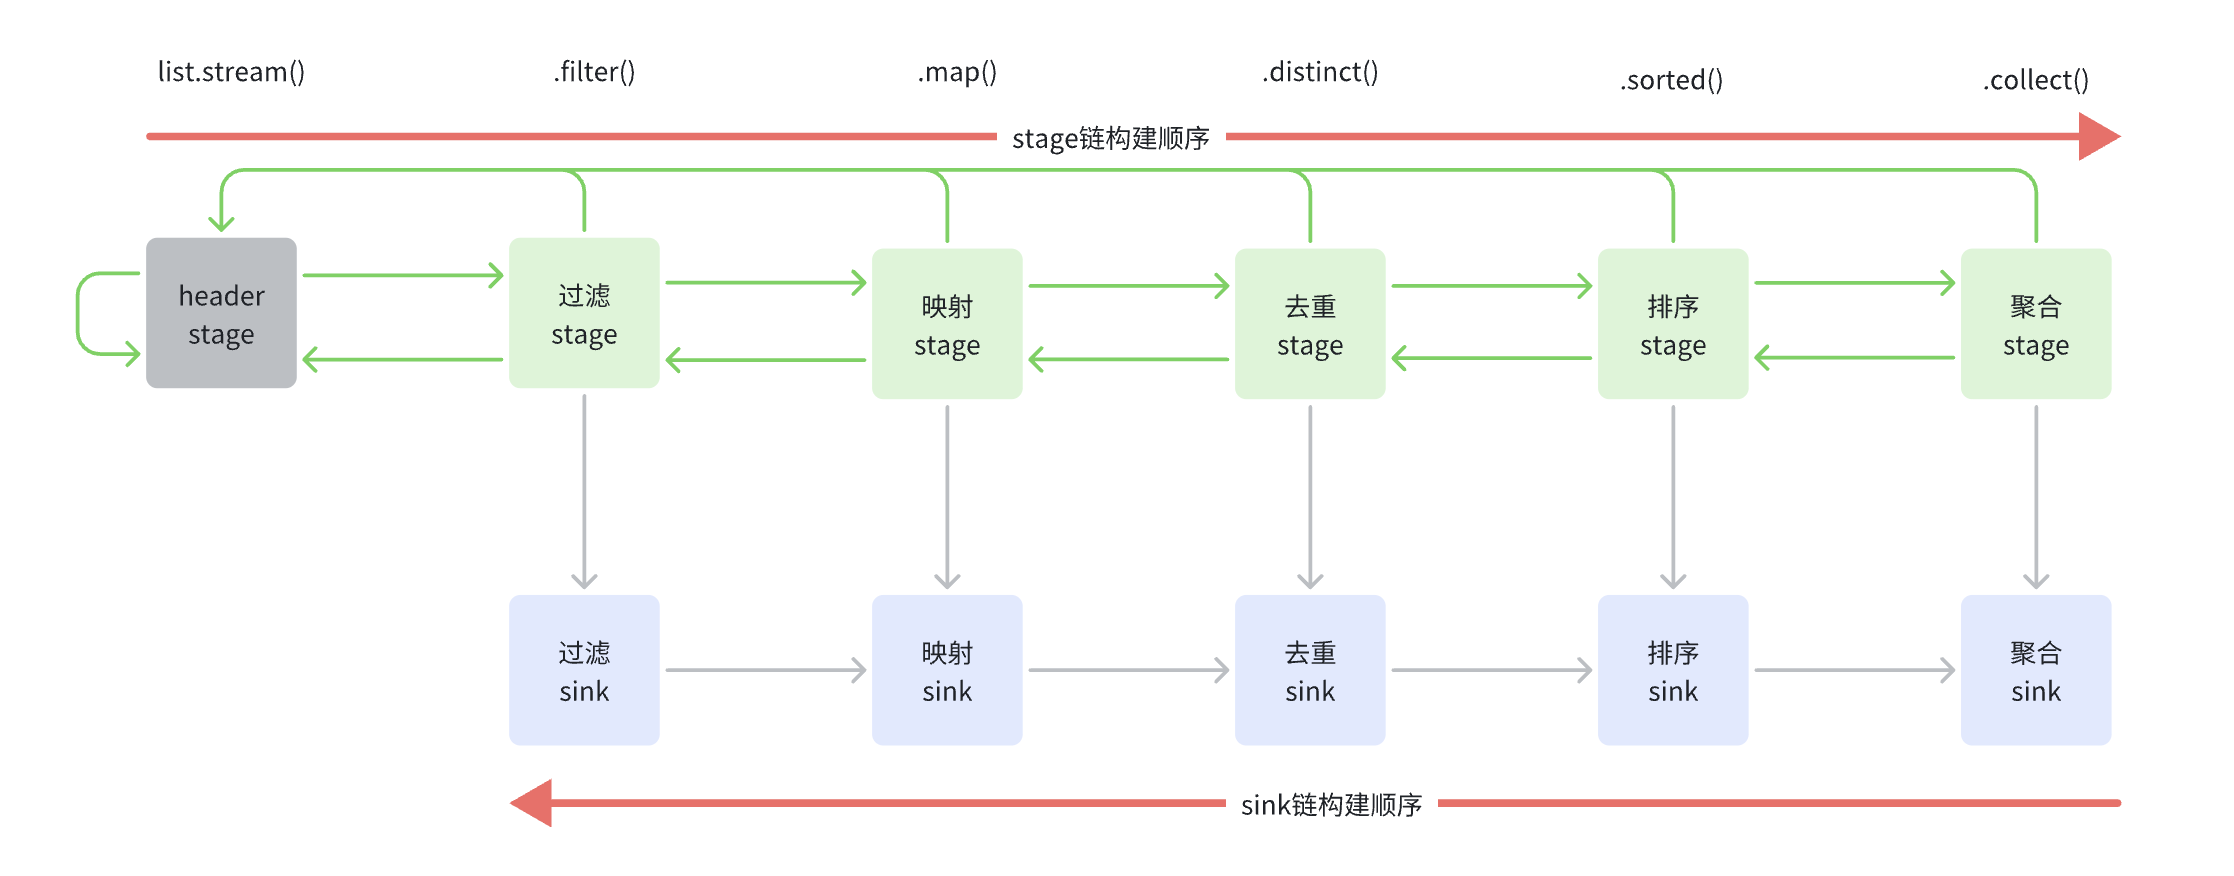 list.stream()
.filter()
.map()
.distinct()
.sorted()
.collect()
stage链构建顺序
header
stage
过滤
stage
映射
stage
去重
stage
排序
stage
聚合
stage
过滤
sink
映射
sink
去重
sink
排序
sink
聚合
sink
sink链构建顺序